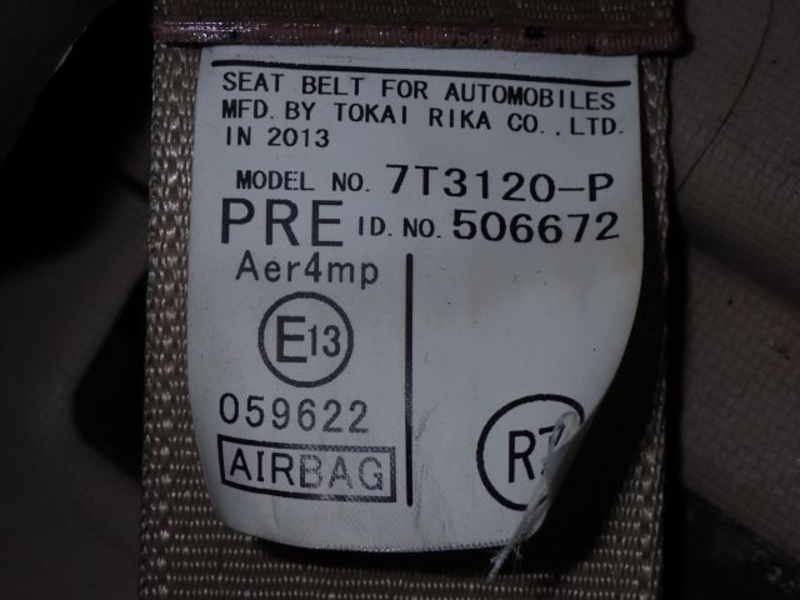 SEAT BELT FOR AUTOMOBILES
MFD. BY TOKAI RIKA CO., LTD.
IN 2013
MODEL NO. 7T3120-P
PRE ID. NO. 506672
Aer4mp
E13
059622
AIRBAG